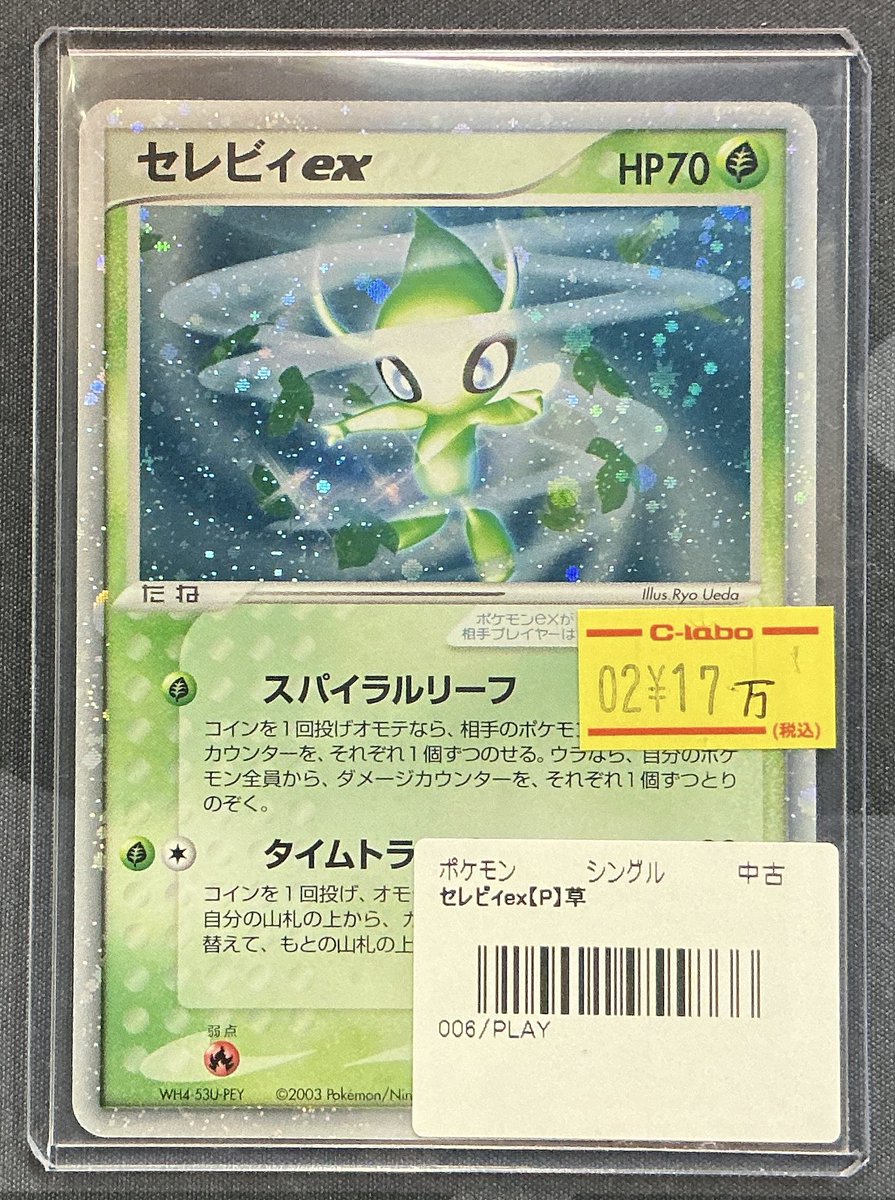 セレビィex
HP70
たね
Illus.Ryo Ueda
ポケモンexが
相手プレイヤーは
C-labo
02¥17万
(税込)
スパイラルリーフ
コインを1回投げオモテなら、相手のポケモ
カウンターを、それぞれ1個ずつのせる。ウラなら、自分のポケ
モン全員から、ダメージカウンターを、それぞれ1個ずつとり
のぞく。
タイムトラ
コインを1回投げ、オモ
自分の山札の上から、カ
替えて、もとの山札の上
ポケモン シングル 中古
セレビィex【P】草
006/PLAY
弱点
WH4-53U-PEY ©2003 Pokémon/Nin